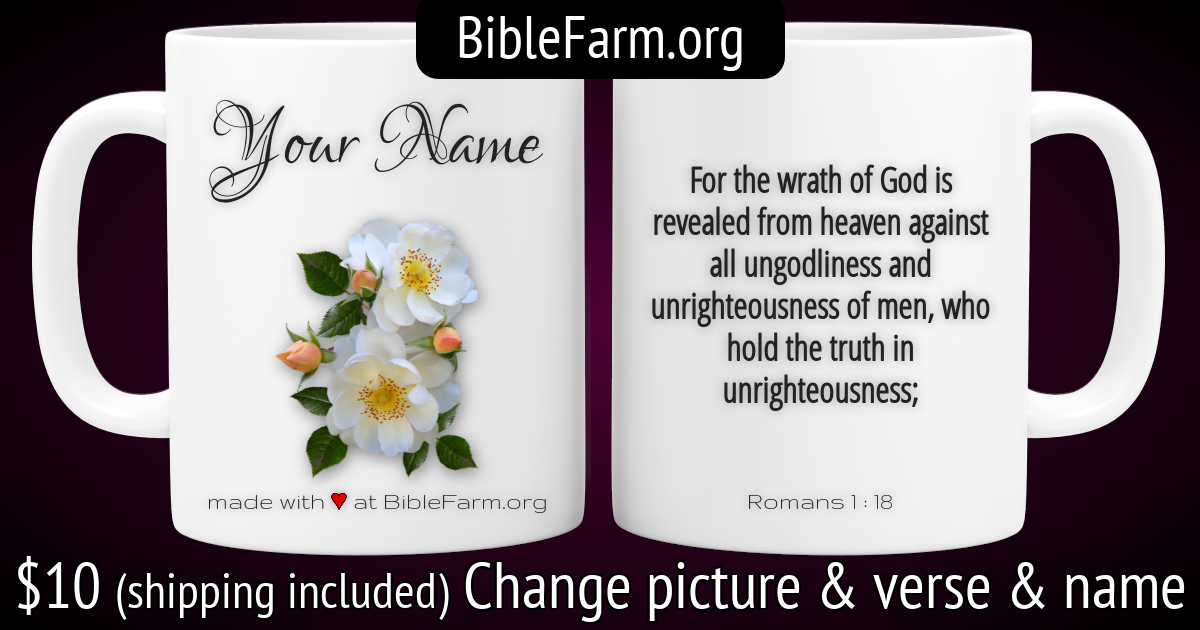 BibleFarm.org
Your Name
made with ♥ at BibleFarm.org
For the wrath of God is
revealed from heaven against
all ungodliness and
unrighteousness of men, who
hold the truth in
unrighteousness;
Romans 1 : 18
$10 (shipping included) Change picture & verse & name